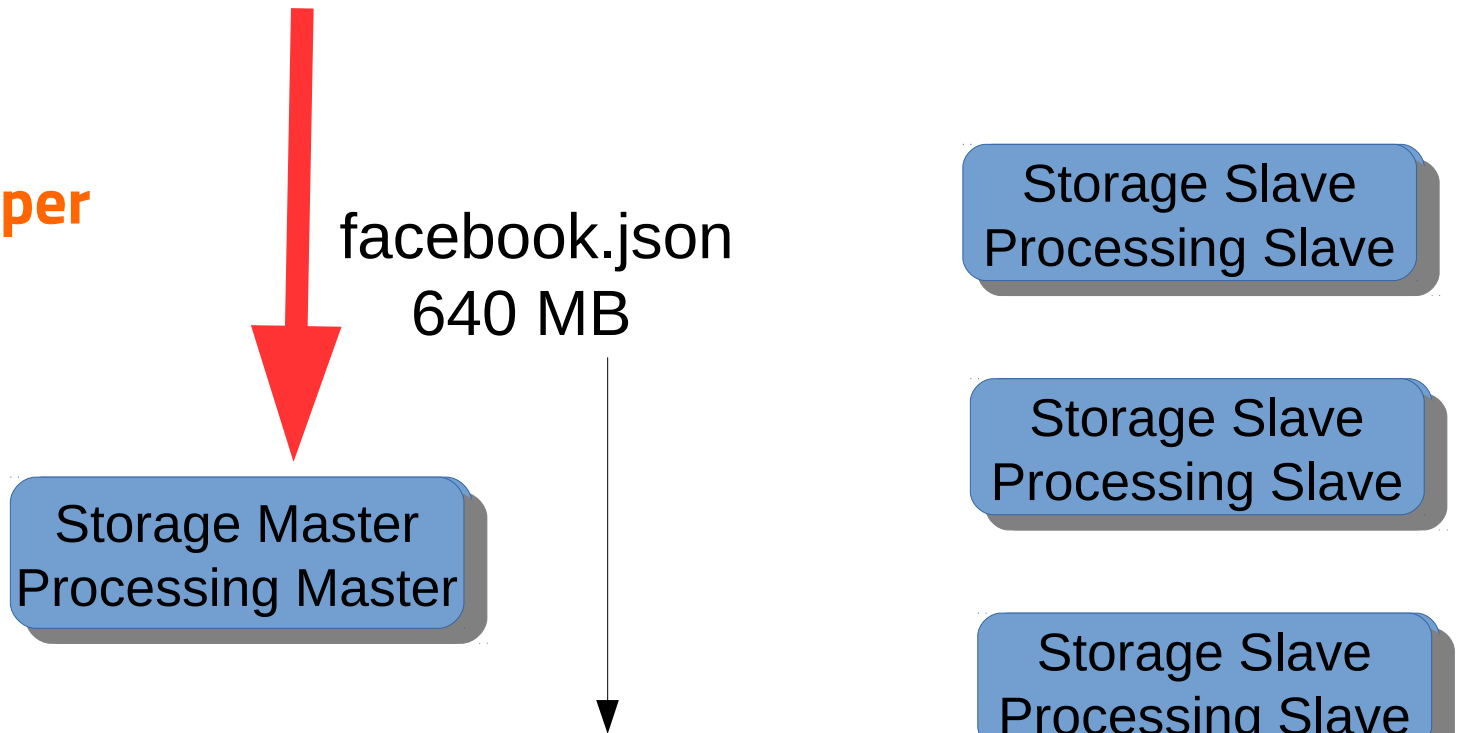 per
facebook.json
640 MB
Storage Master
Processing Master
Storage Slave
Processing Slave
Storage Slave
Processing Slave
Storage Slave
Processing Slave